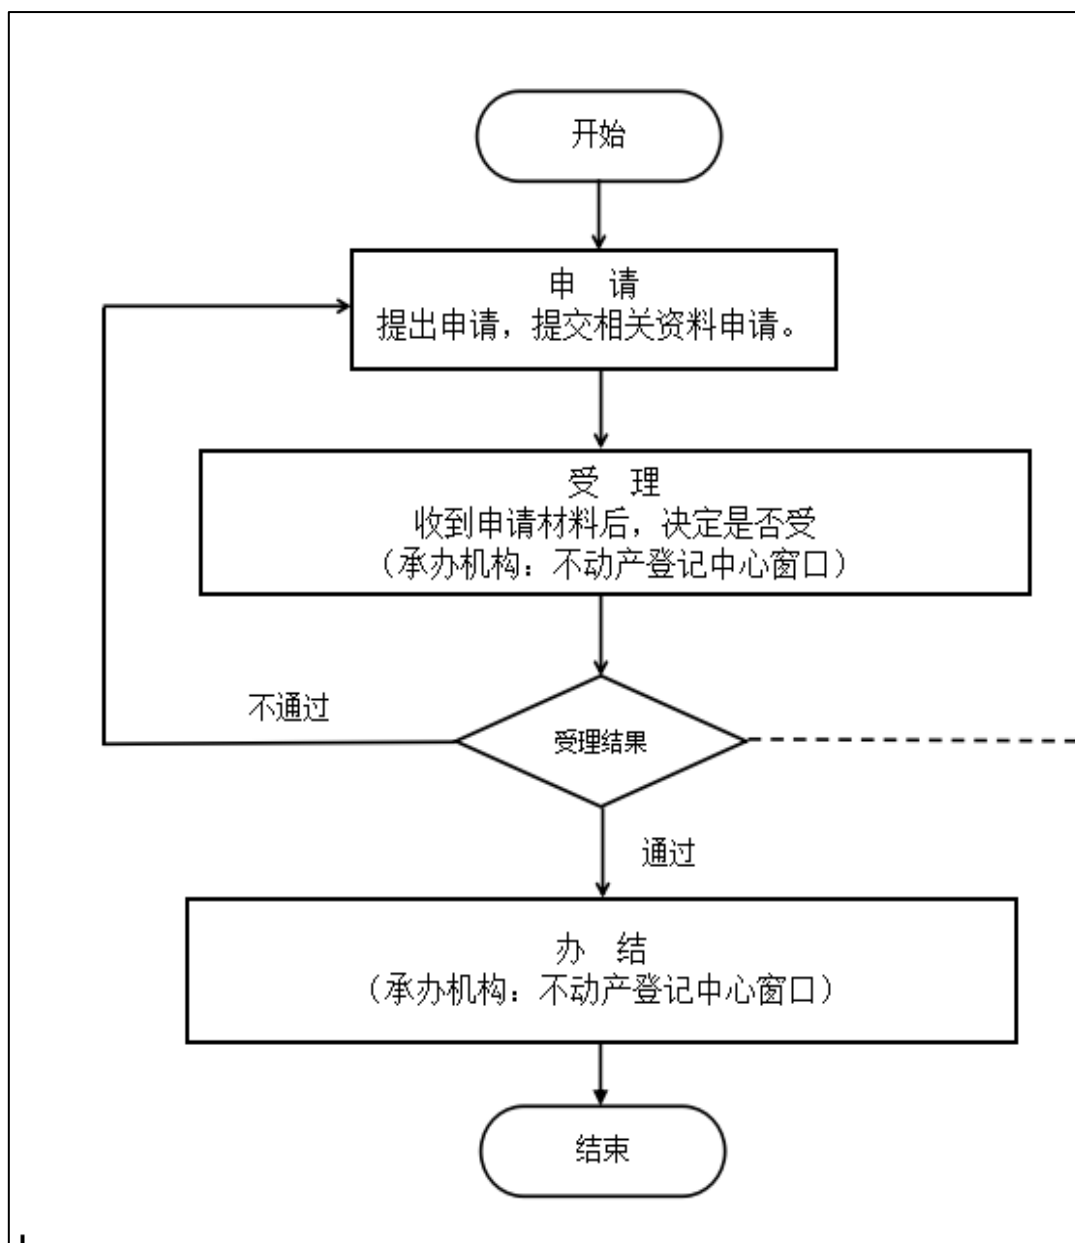 开始
申 请
提出申请，提交相关资料申请。
受 理
收到申请材料后，决定是否受
（承办机构：不动产登记中心窗口）
不通过
受理结果
通过
办 结
（承办机构：不动产登记中心窗口）
结束